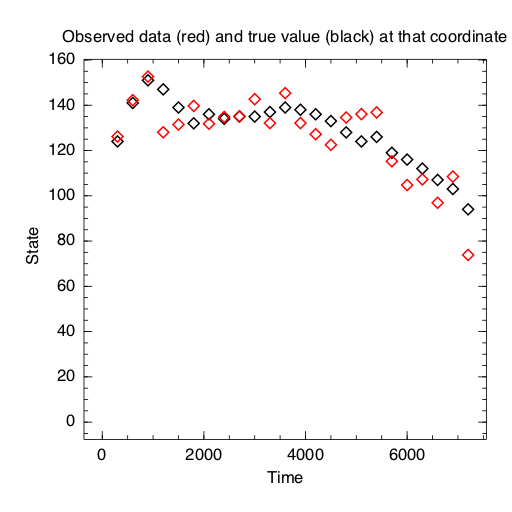 Observed data (red) and true value (black) at that coordinate
160
140
120
100
80
60
40
20
0
State
0 2000 4000 6000
Time